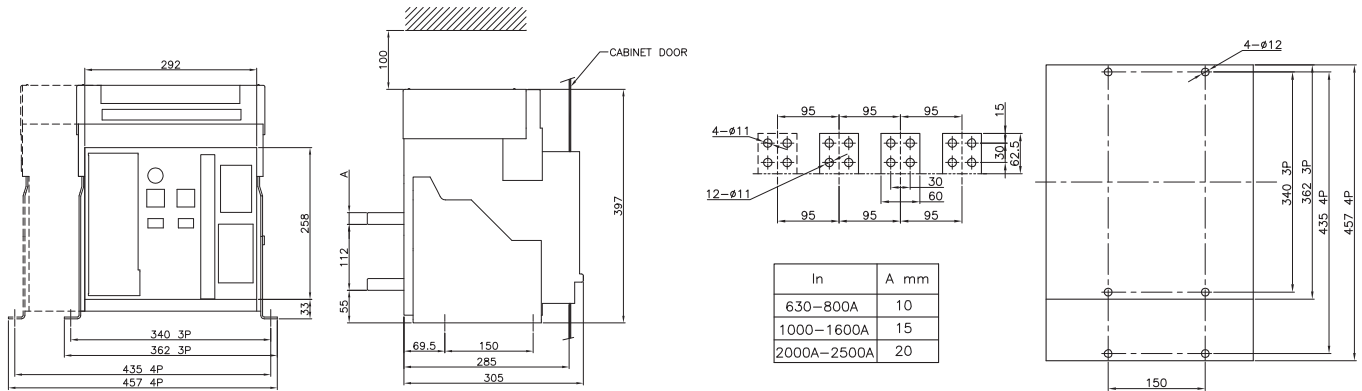 292
258
33
340 3P
362 3P
435 4P
457 4P
100
CABINET DOOR
A
112
55
397
69.5
150
285
305
95 95 95
15
4-ø11
30
62.5
12-ø11
30
60
95 95 95
In A mm
630-800A 10
1000-1600A 15
2000A-2500A 20
4-ø12
340 3P
362 3P
435 4P
457 4P
150